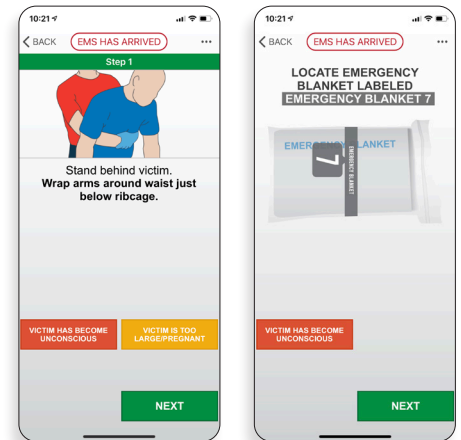 10:21
BACK
EMS HAS ARRIVED
...
Step 1
Stand behind victim.
Wrap arms around waist just
below ribcage.
VICTIM HAS BECOME
UNCONSCIOUS
VICTIM IS TOO
LARGE/PREGNANT
NEXT
10:21
BACK
EMS HAS ARRIVED
...
LOCATE EMERGENCY
BLANKET LABELED
EMERGENCY BLANKET 7
EMERGENCY BLANKET
7
EMERGENCY BLANKET
VICTIM HAS BECOME
UNCONSCIOUS
NEXT